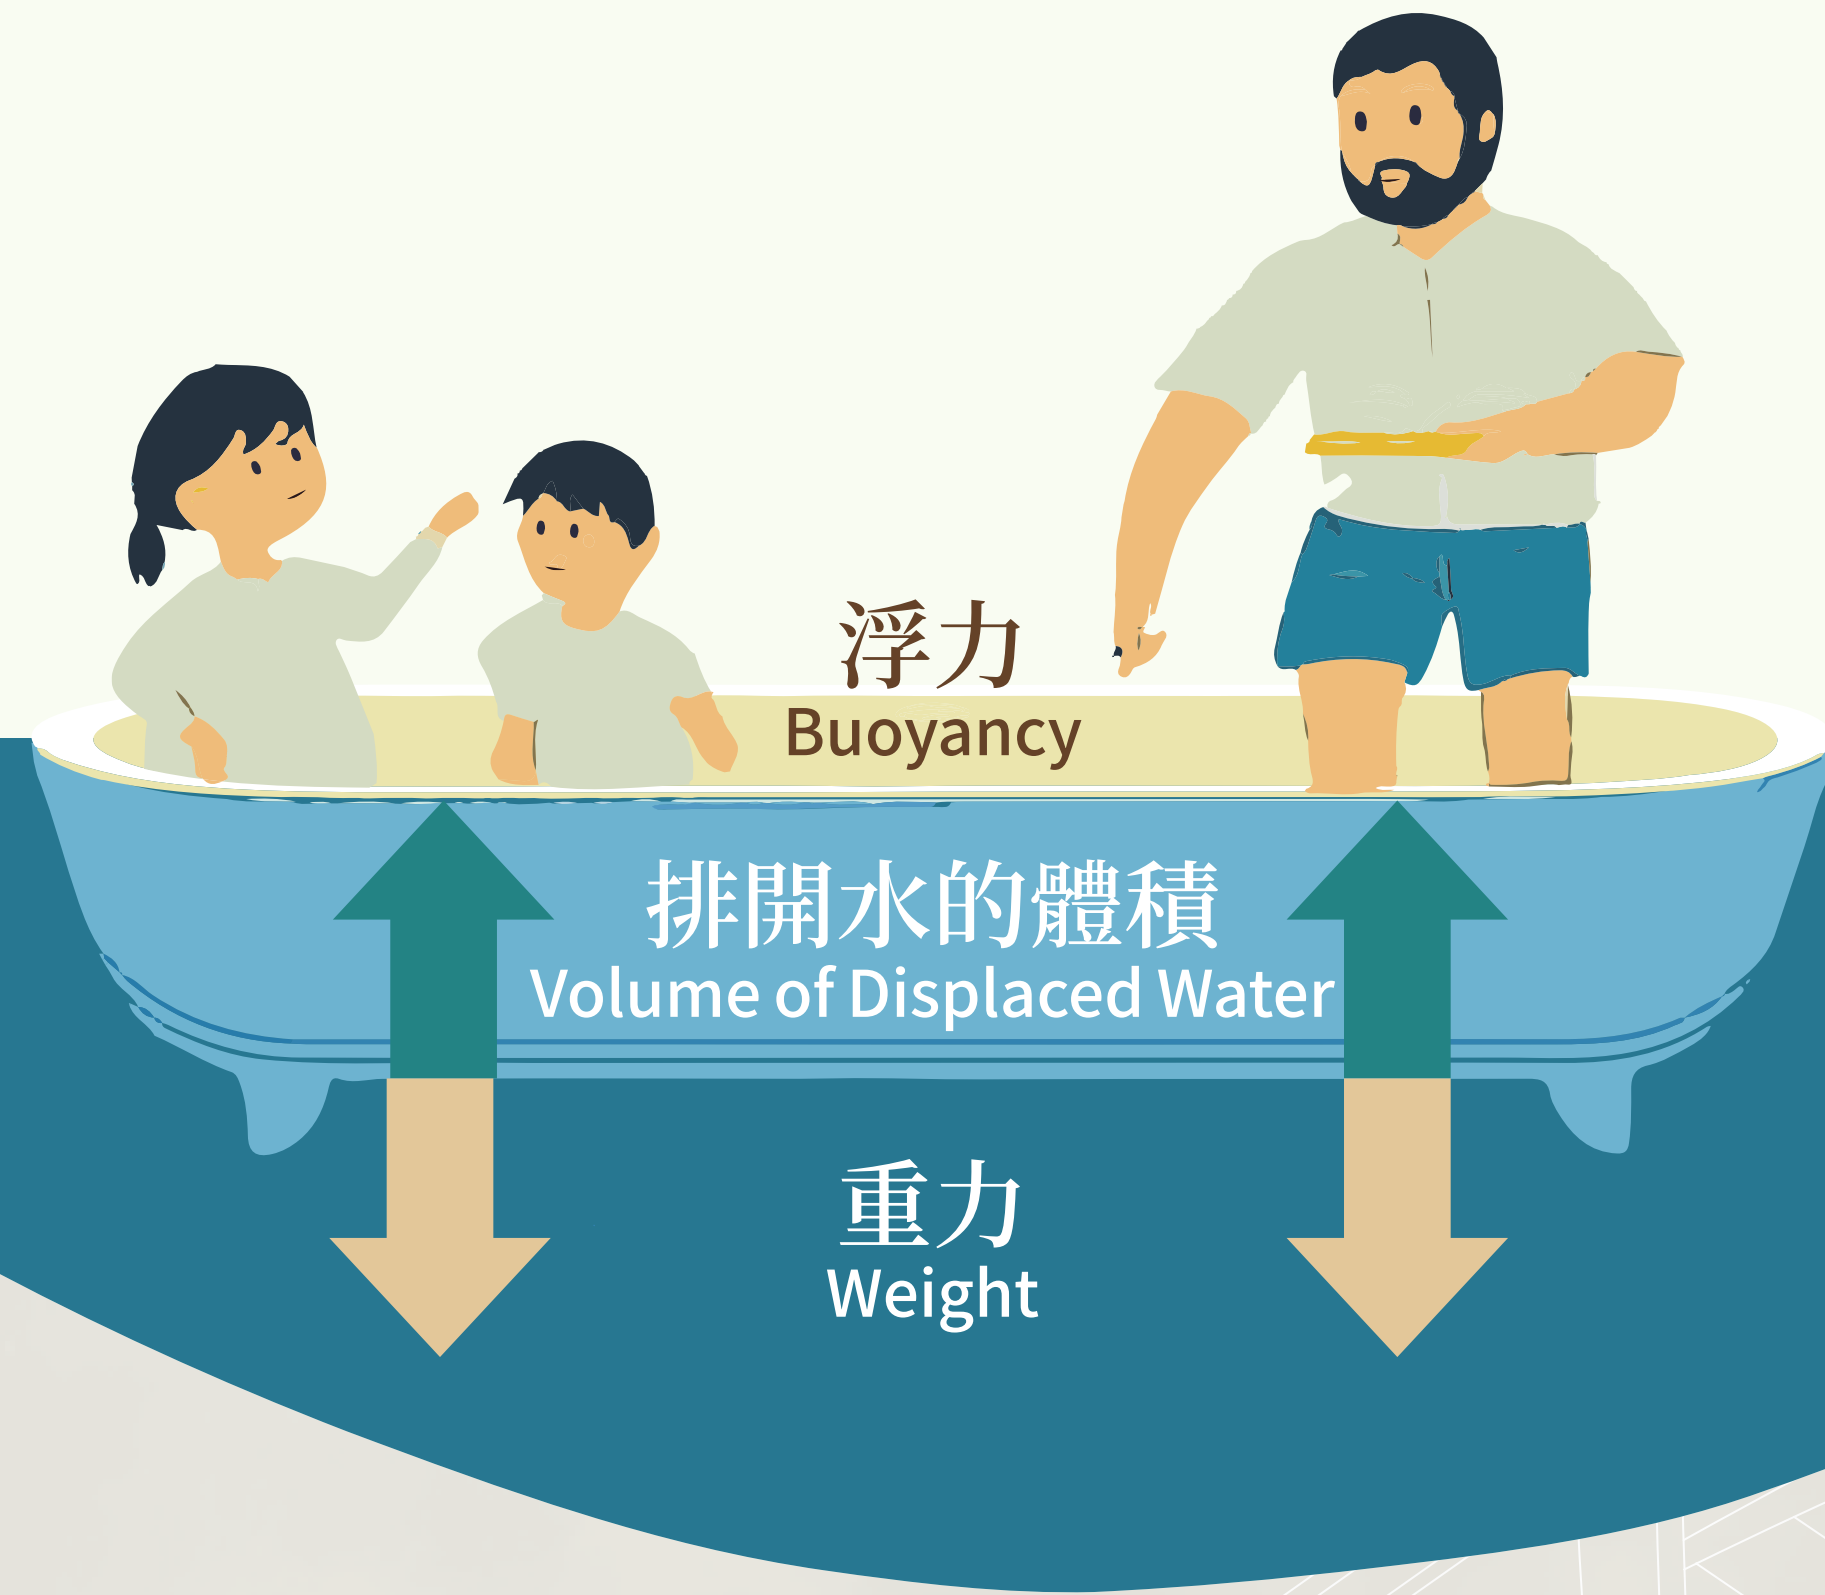 浮力
Buoyancy
排開水的體積
Volume of Displaced Water
重力
Weight